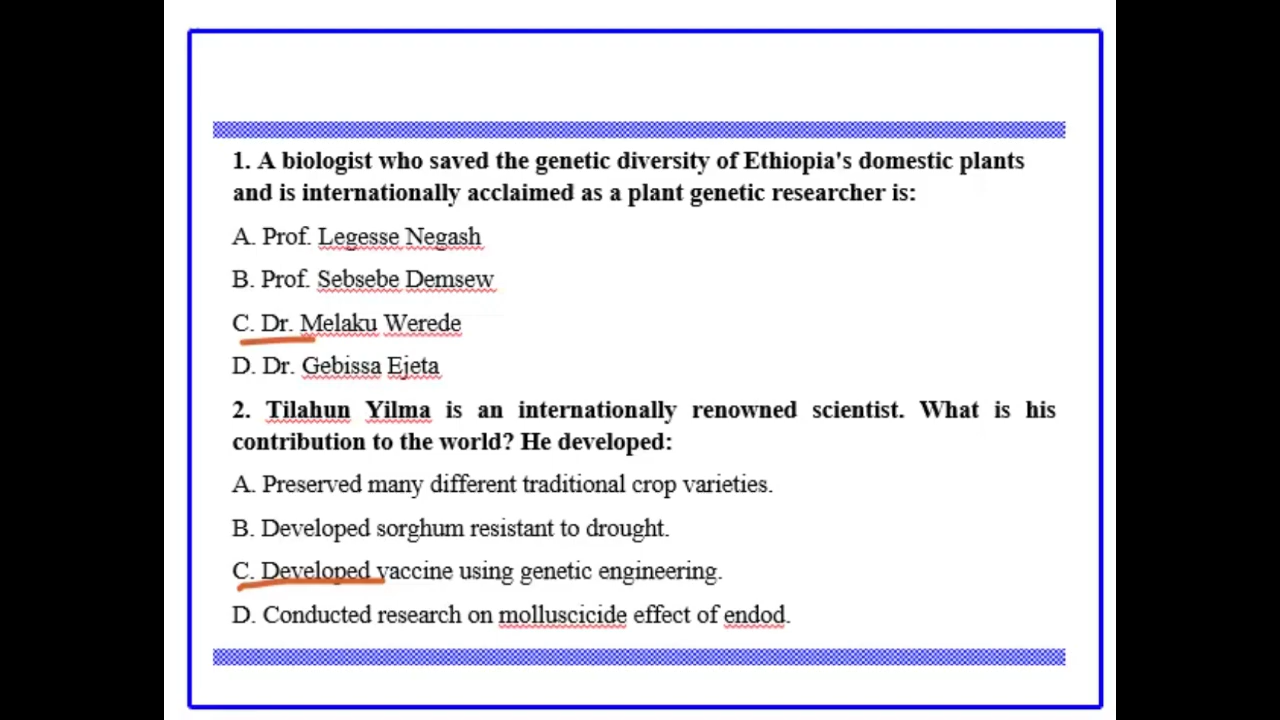 1. A biologist who saved the genetic diversity of Ethiopia's domestic plants
and is internationally acclaimed as a plant genetic researcher is:
A. Prof. Legesse Negash
B. Prof. Sebsebe Demsew
C. Dr. Melaku Werede
D. Dr. Gebissa Ejeta
2. Tilahun Yilma is an internationally renowned scientist. What is his
contribution to the world? He developed:
A. Preserved many different traditional crop varieties.
B. Developed sorghum resistant to drought.
C. Developed vaccine using genetic engineering.
D. Conducted research on molluscicide effect of endod.